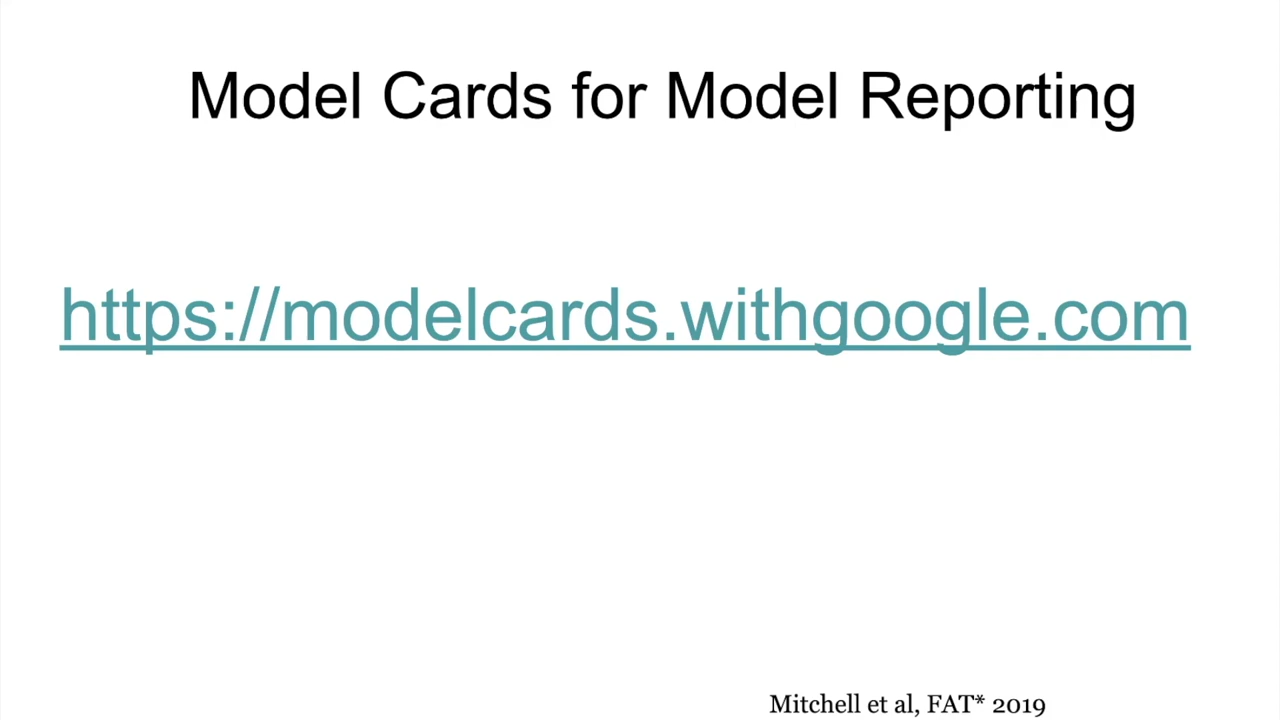 Model Cards for Model Reporting
https://modelcards.withgoogle.com
Mitchell et al, FAT* 2019